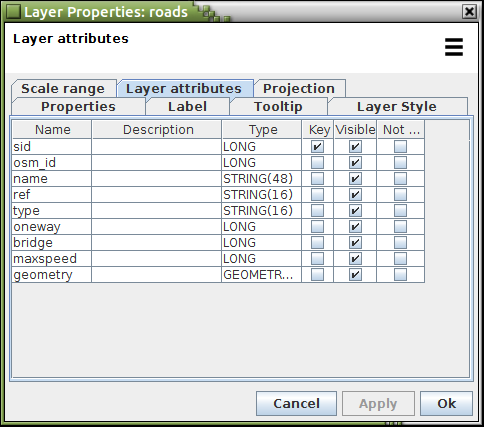 Layer Properties: roads
Layer attributes
Scale range Layer attributes Projection
Properties Label Tooltip Layer Style
Name Description Type Key Visible Not ...
sid LONG
osm_id LONG
name STRING(48)
ref STRING(16)
type STRING(16)
oneway LONG
bridge LONG
maxspeed LONG
geometry GEOMETR...
Cancel Apply Ok